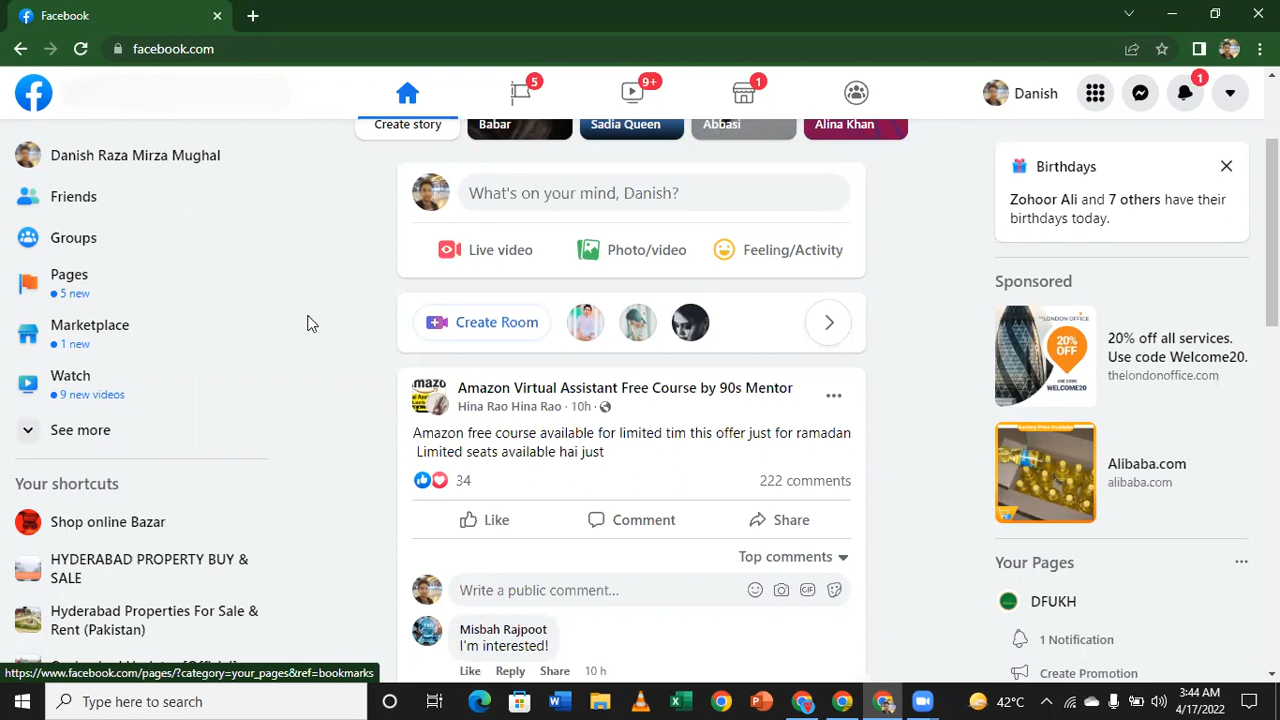 Facebook
facebook.com
5
9+
1
Danish
1
Create story
Babar
Sadia Queen
Abbasi
Alina Khan
Danish Raza Mirza Mughal
Friends
Groups
Pages
5 new
Marketplace
1 new
Watch
9 new videos
See more
Your shortcuts
Shop online Bazar
HYDERABAD PROPERTY BUY &
SALE
Hyderabad Properties For Sale &
Rent (Pakistan)
https://www.facebook.com/pages/?category=your_pages&ref=bookmarks
What's on your mind, Danish?
Live video
Photo/video
Feeling/Activity
Create Room
Amazon Virtual Assistant Free Course by 90s Mentor
Hina Rao Hina Rao · 10h ·
Amazon free course available for limited tim this offer just for ramadan
Limited seats available hai just
34
222 comments
Like
Comment
Share
Top comments
Write a public comment...
GIF
Misbah Rajpoot
I'm interested!
Like Reply Share 10 h
Birthdays
Zohoor Ali and 7 others have their
birthdays today.
Sponsored
THE LONDON OFFICE
20%
OFF
20% off all services.
Use code Welcome20.
thelondonoffice.com
Alibaba.com
alibaba.com
Your Pages
DFUKH
1 Notification
Create Promotion
Type here to search
42°C
3:44 AM
4/17/2022